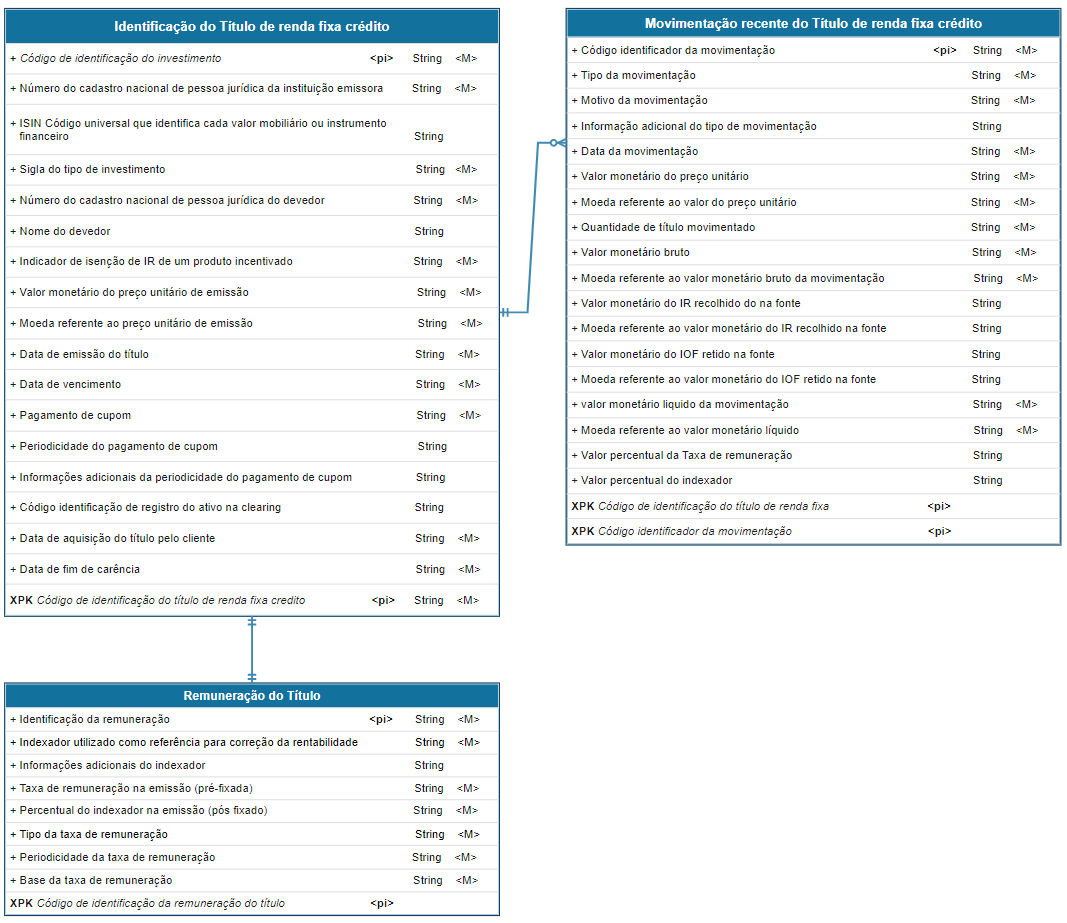 Identificação do Título de renda fixa crédito
+ Código de identificação do investimento <pi> String <M>
+ Número do cadastro nacional de pessoa jurídica da instituição emissora String <M>
+ ISIN Código universal que identifica cada valor mobiliário ou instrumento
financeiro String
+ Sigla do tipo de investimento String <M>
+ Número do cadastro nacional de pessoa jurídica do devedor String <M>
+ Nome do devedor String
+ Indicador de isenção de IR de um produto incentivado String <M>
+ Valor monetário do preço unitário de emissão String <M>
+ Moeda referente ao preço unitário de emissão String <M>
+ Data de emissão do título String <M>
+ Data de vencimento String <M>
+ Pagamento de cupom String <M>
+ Periodicidade do pagamento de cupom String
+ Informações adicionais da periodicidade do pagamento de cupom String
+ Código identificação de registro do ativo na clearing String
+ Data de aquisição do título pelo cliente String <M>
+ Data de fim de carência String <M>
XPK Código de identificação do título de renda fixa credito <pi> String <M>
Movimentação recente do Título de renda fixa crédito
+ Código identificador da movimentação <pi> String <M>
+ Tipo da movimentação String <M>
+ Motivo da movimentação String <M>
+ Informação adicional do tipo de movimentação String
+ Data da movimentação String <M>
+ Valor monetário do preço unitário String <M>
+ Moeda referente ao valor do preço unitário String <M>
+ Quantidade de título movimentado String <M>
+ Valor monetário bruto String <M>
+ Moeda referente ao valor monetário bruto da movimentação String <M>
+ Valor monetário do IR recolhido do na fonte String
+ Moeda referente ao valor monetário do IR recolhido na fonte String
+ Valor monetário do IOF retido na fonte String
+ Moeda referente ao valor monetário do IOF retido na fonte String
+ valor monetário liquido da movimentação String <M>
+ Moeda referente ao valor monetário líquido String <M>
+ Valor percentual da Taxa de remuneração String
+ Valor percentual do indexador String
XPK Código de identificação do título de renda fixa <pi>
XPK Código identificador da movimentação <pi>
Remuneração do Título
+ Identificação da remuneração <pi> String <M>
+ Indexador utilizado como referência para correção da rentabilidade String <M>
+ Informações adicionais do indexador String
+ Taxa de remuneração na emissão (pré-fixada) String <M>
+ Percentual do indexador na emissão (pós fixado) String <M>
+ Tipo da taxa de remuneração String <M>
+ Periodicidade da taxa de remuneração String <M>
+ Base da taxa de remuneração String <M>
XPK Código de identificação da remuneração do título <pi>